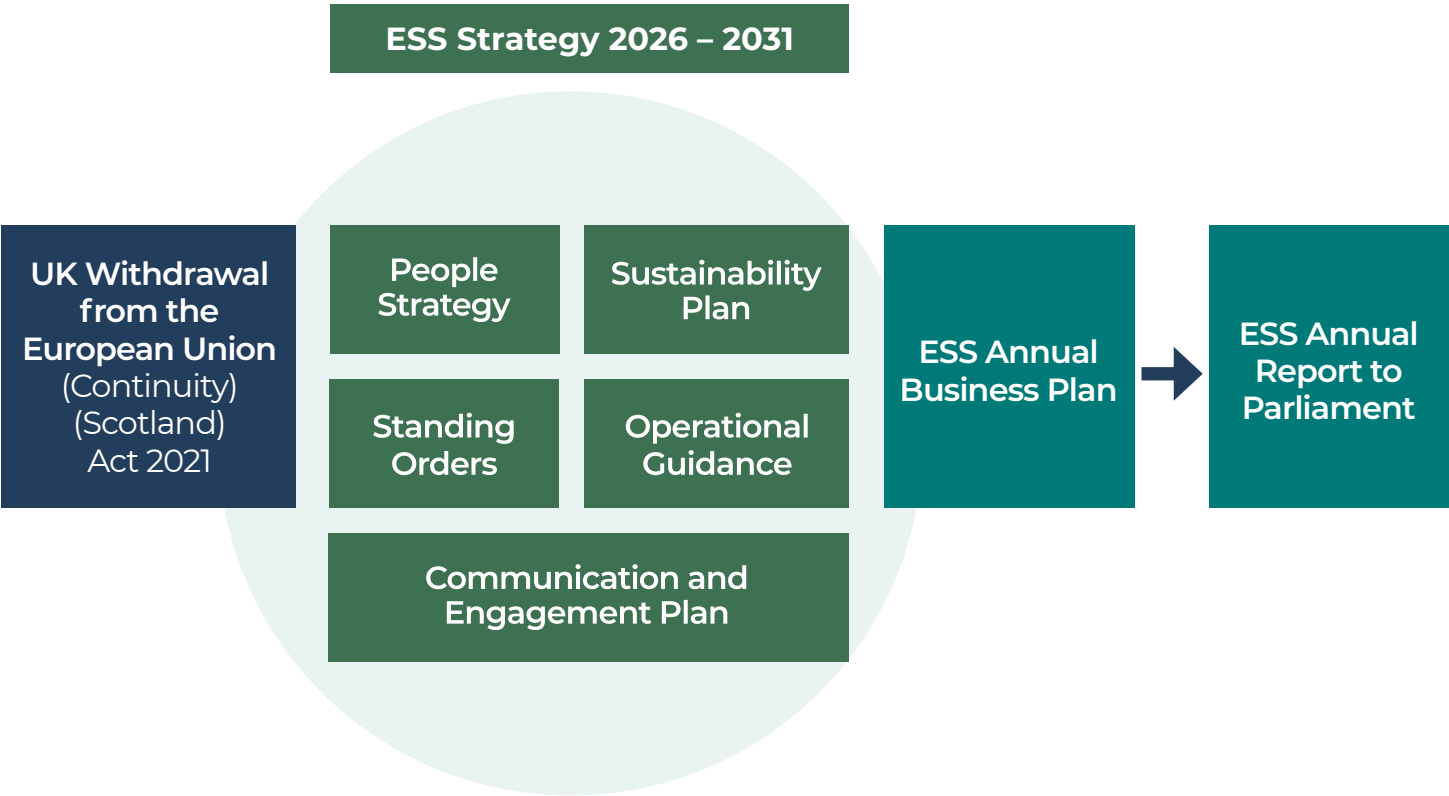 ESS Strategy 2026 – 2031
UK Withdrawal
from the
European Union
(Continuity)
(Scotland)
Act 2021
People
Strategy
Sustainability
Plan
Standing
Orders
Operational
Guidance
Communication and
Engagement Plan
ESS Annual
Business Plan
ESS Annual
Report to
Parliament